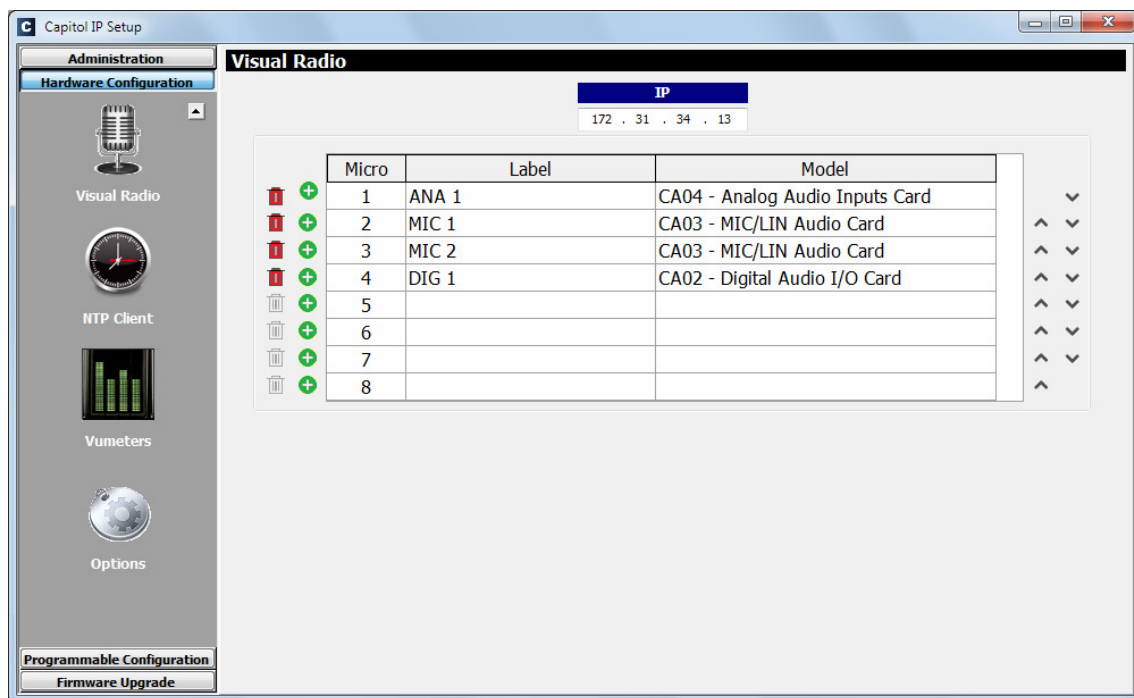 Capitol IP Setup
Administration
Hardware Configuration
Visual Radio
NTP Client
Vumeters
Options
Programmable Configuration
Firmware Upgrade
Visual Radio
IP
172 . 31 . 34 . 13
Micro Label Model
1 ANA 1 CA04 - Analog Audio Inputs Card
2 MIC 1 CA03 - MIC/LIN Audio Card
3 MIC 2 CA03 - MIC/LIN Audio Card
4 DIG 1 CA02 - Digital Audio I/O Card
5
6
7
8